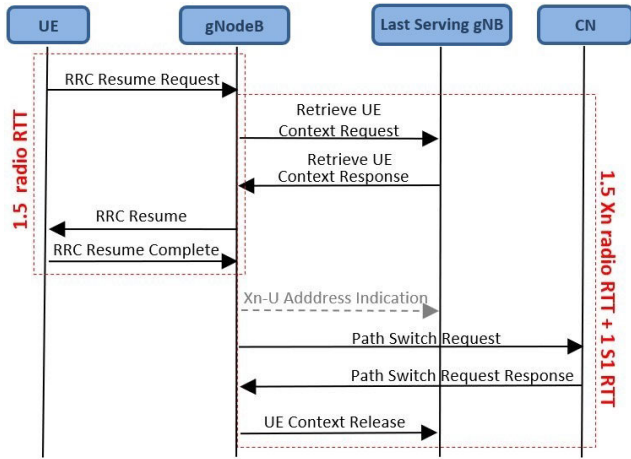 UE
gNodeB
Last Serving gNB
CN
RRC Resume Request
Retrieve UE
Context Request
Retrieve UE
Context Response
RRC Resume
RRC Resume Complete
1.5 radio RTT
Xn-U Adddress Indication
Path Switch Request
Path Switch Request Response
UE Context Release
1.5 Xn radio RTT + 1 S1 RTT